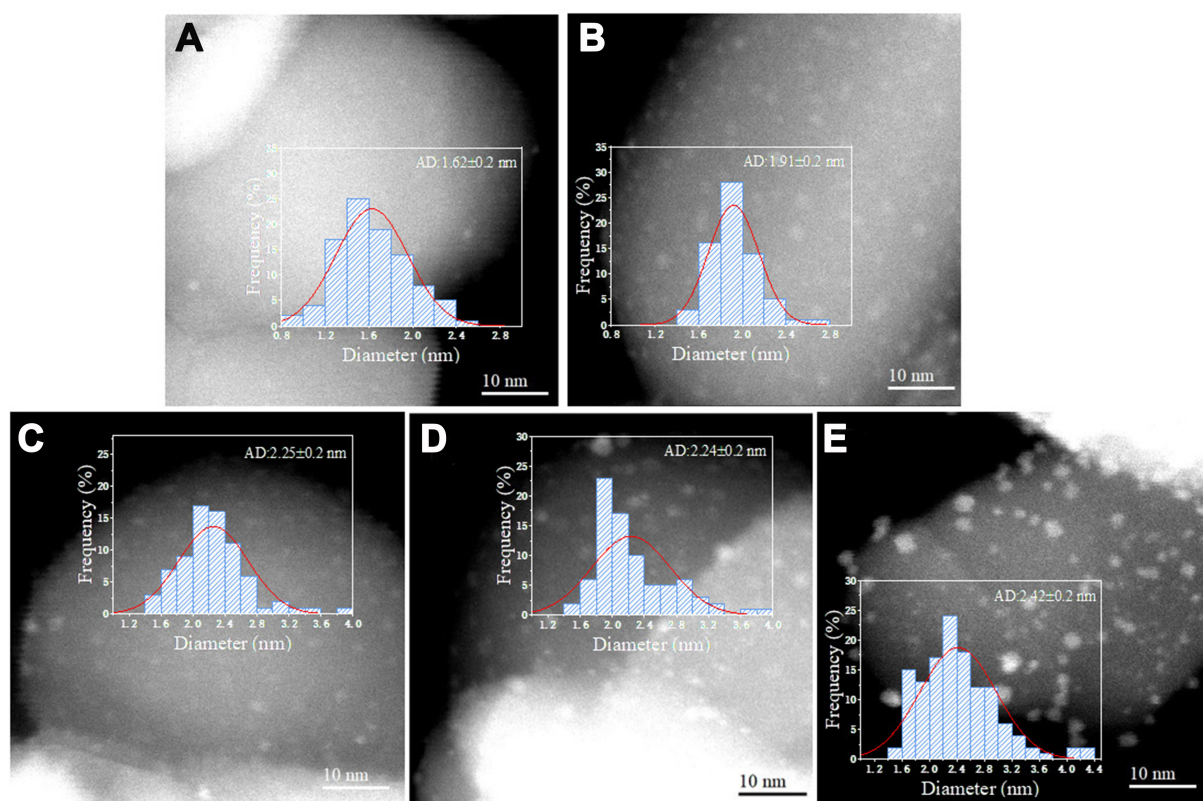 A
AD:1.62±0.2 nm
Frequency (%)
35
30
25
20
15
10
5
0
0.8 1.2 1.6 2.0 2.4 2.8
Diameter (nm)
10 nm
B
AD:1.91±0.2 nm
Frequency (%)
35
30
25
20
15
10
5
0
0.8 1.2 1.6 2.0 2.4 2.8
Diameter (nm)
10 nm
C
AD:2.25±0.2 nm
Frequency (%)
25
20
15
10
5
0
1.2 1.6 2.0 2.4 2.8 3.2 3.6 4.0
Diameter (nm)
10 nm
D
AD:2.24±0.2 nm
Frequency (%)
30
25
20
15
10
5
0
1.2 1.6 2.0 2.4 2.8 3.2 3.6 4.0
Diameter (nm)
10 nm
E
AD:2.42±0.2 nm
Frequency (%)
30
25
20
15
10
5
0
1.2 1.6 2.0 2.4 2.8 3.2 3.6 4.0 4.4
Diameter (nm)
10 nm